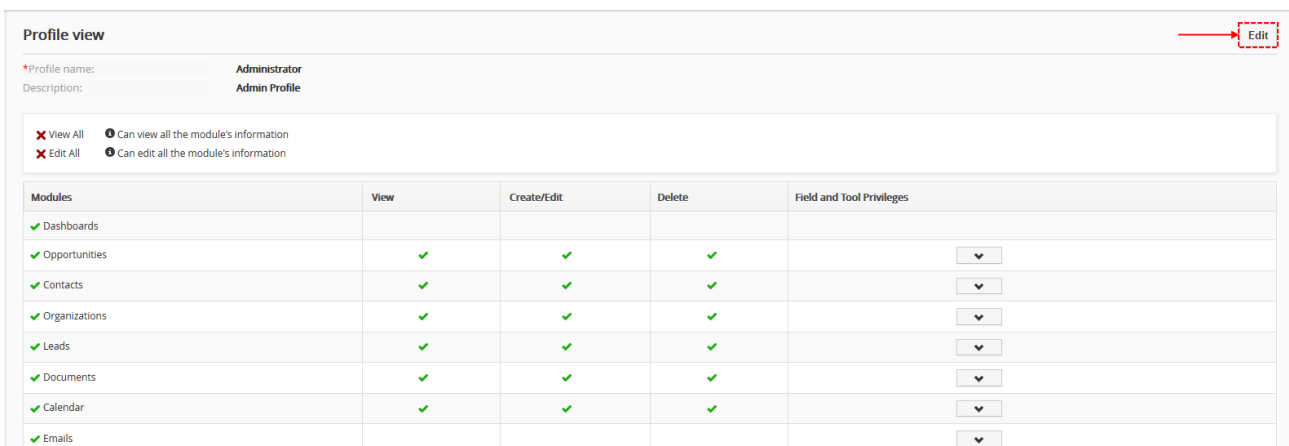 Profile view
Edit
*Profile name: Administrator
Description: Admin Profile
View All Can view all the module's information
Edit All Can edit all the module's information
Modules View Create/Edit Delete Field and Tool Privileges
Dashboards
Opportunities
Contacts
Organizations
Leads
Documents
Calendar
Emails